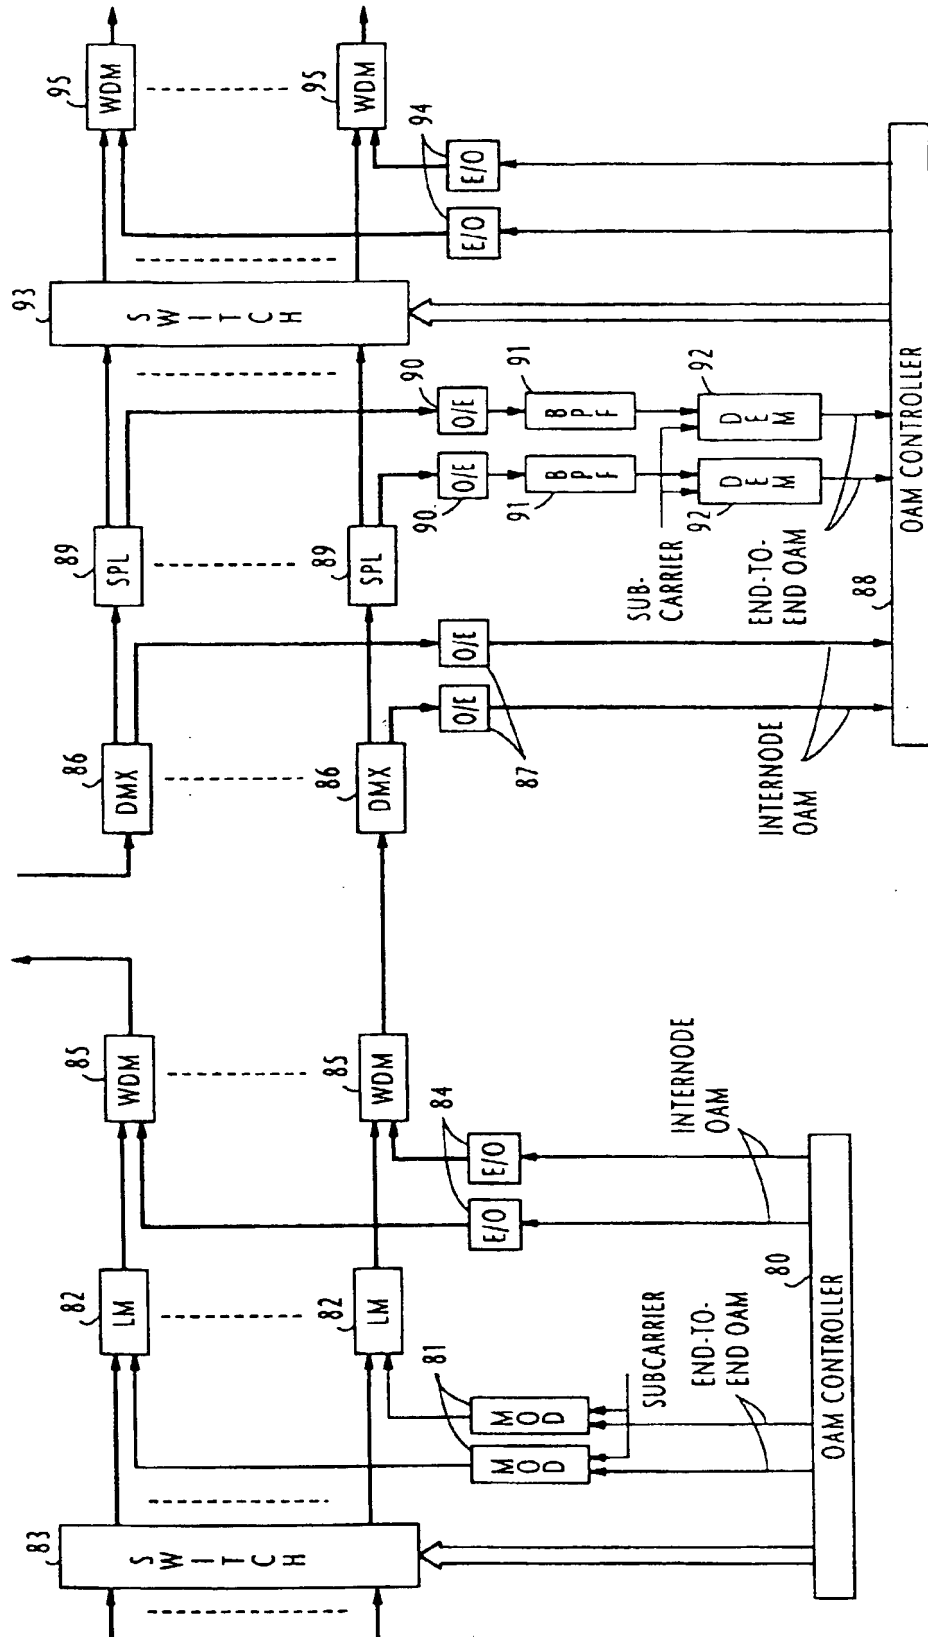 83
SWITCH
82
LM
82
LM
81
MOD
MOD
SUBCARRIER
END-TO-
END OAM
85
WDM
85
WDM
84
E/O
E/O
INTERNODE
OAM
80
OAM CONTROLLER
86
DMX
86
DMX
O/E
O/E
87
INTERNODE
OAM
89
SPL
89
SPL
90
O/E
90
O/E
91
BPF
91
BPF
92
DEM
92
DEM
SUB-
CARRIER
END-TO-
END OAM
88
OAM CONTROLLER
93
SWITCH
94
E/O
E/O
95
WDM
95
WDM